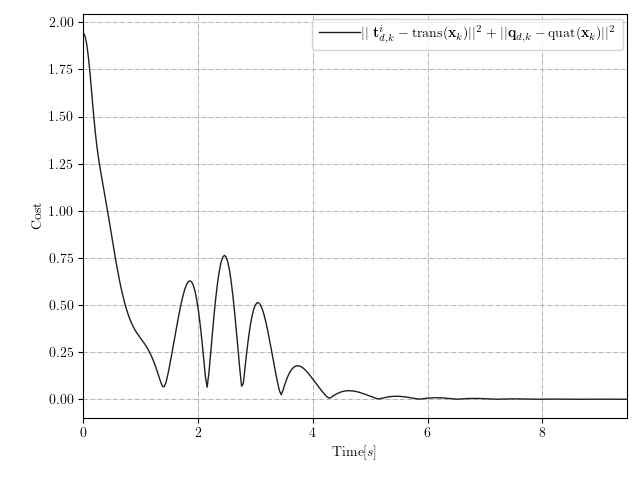 || t^i_{d,k} − trans(x_k)||^2 + ||q_{d,k} − quat(x_k)||^2
2.00
1.75
1.50
1.25
1.00
0.75
0.50
0.25
0.00
Cost
0 2 4 6 8
Time[s]